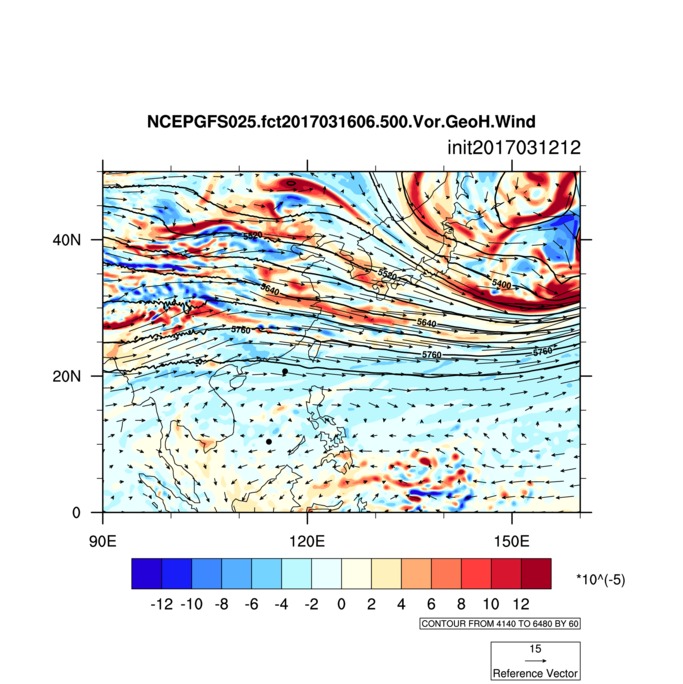 NCEPGFS025.fct2017031606.500.Vor.GeoH.Wind
init2017031212
40N
20N
0
90E 120E 150E
5520
5520
5400
5640
5640
5760
5760
5760
-12 -10 -8 -6 -4 -2 0 2 4 6 8 10 12
*10^(-5)
CONTOUR FROM 4140 TO 6480 BY 60
15
Reference Vector